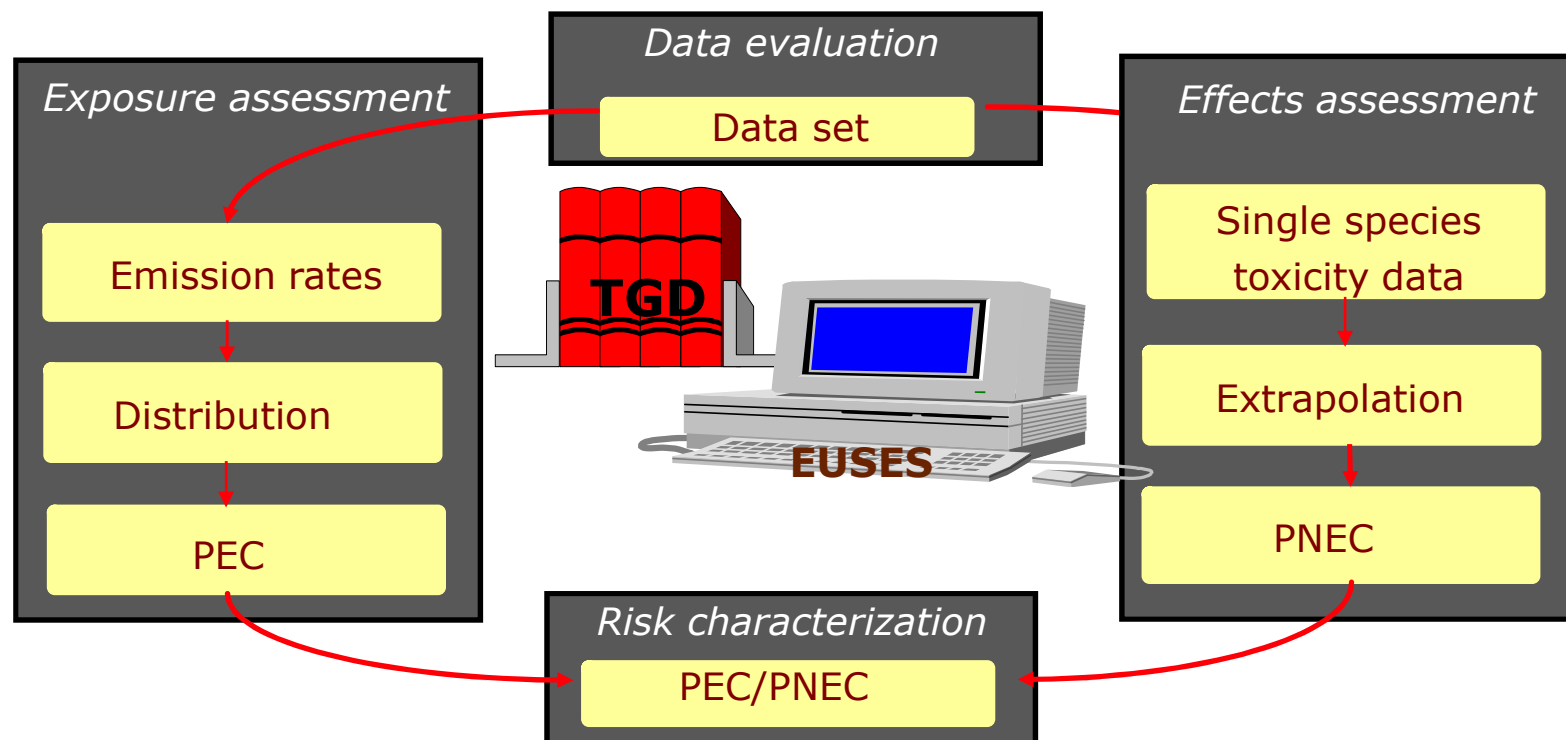 Data evaluation
Data set
Exposure assessment
Emission rates
Distribution
PEC
TGD
EUSES
Effects assessment
Single species
toxicity data
Extrapolation
PNEC
Risk characterization
PEC/PNEC